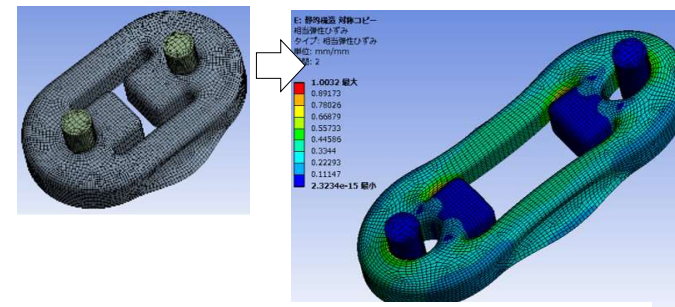 E: 静的構造 対称コピー
相当弾性ひずみ
タイプ: 相当弾性ひずみ
単位: mm/mm
: 2
1.0032 最大
0.89173
0.78026
0.66879
0.55733
0.44586
0.3344
0.22293
0.11147
2.3234e-15 最小